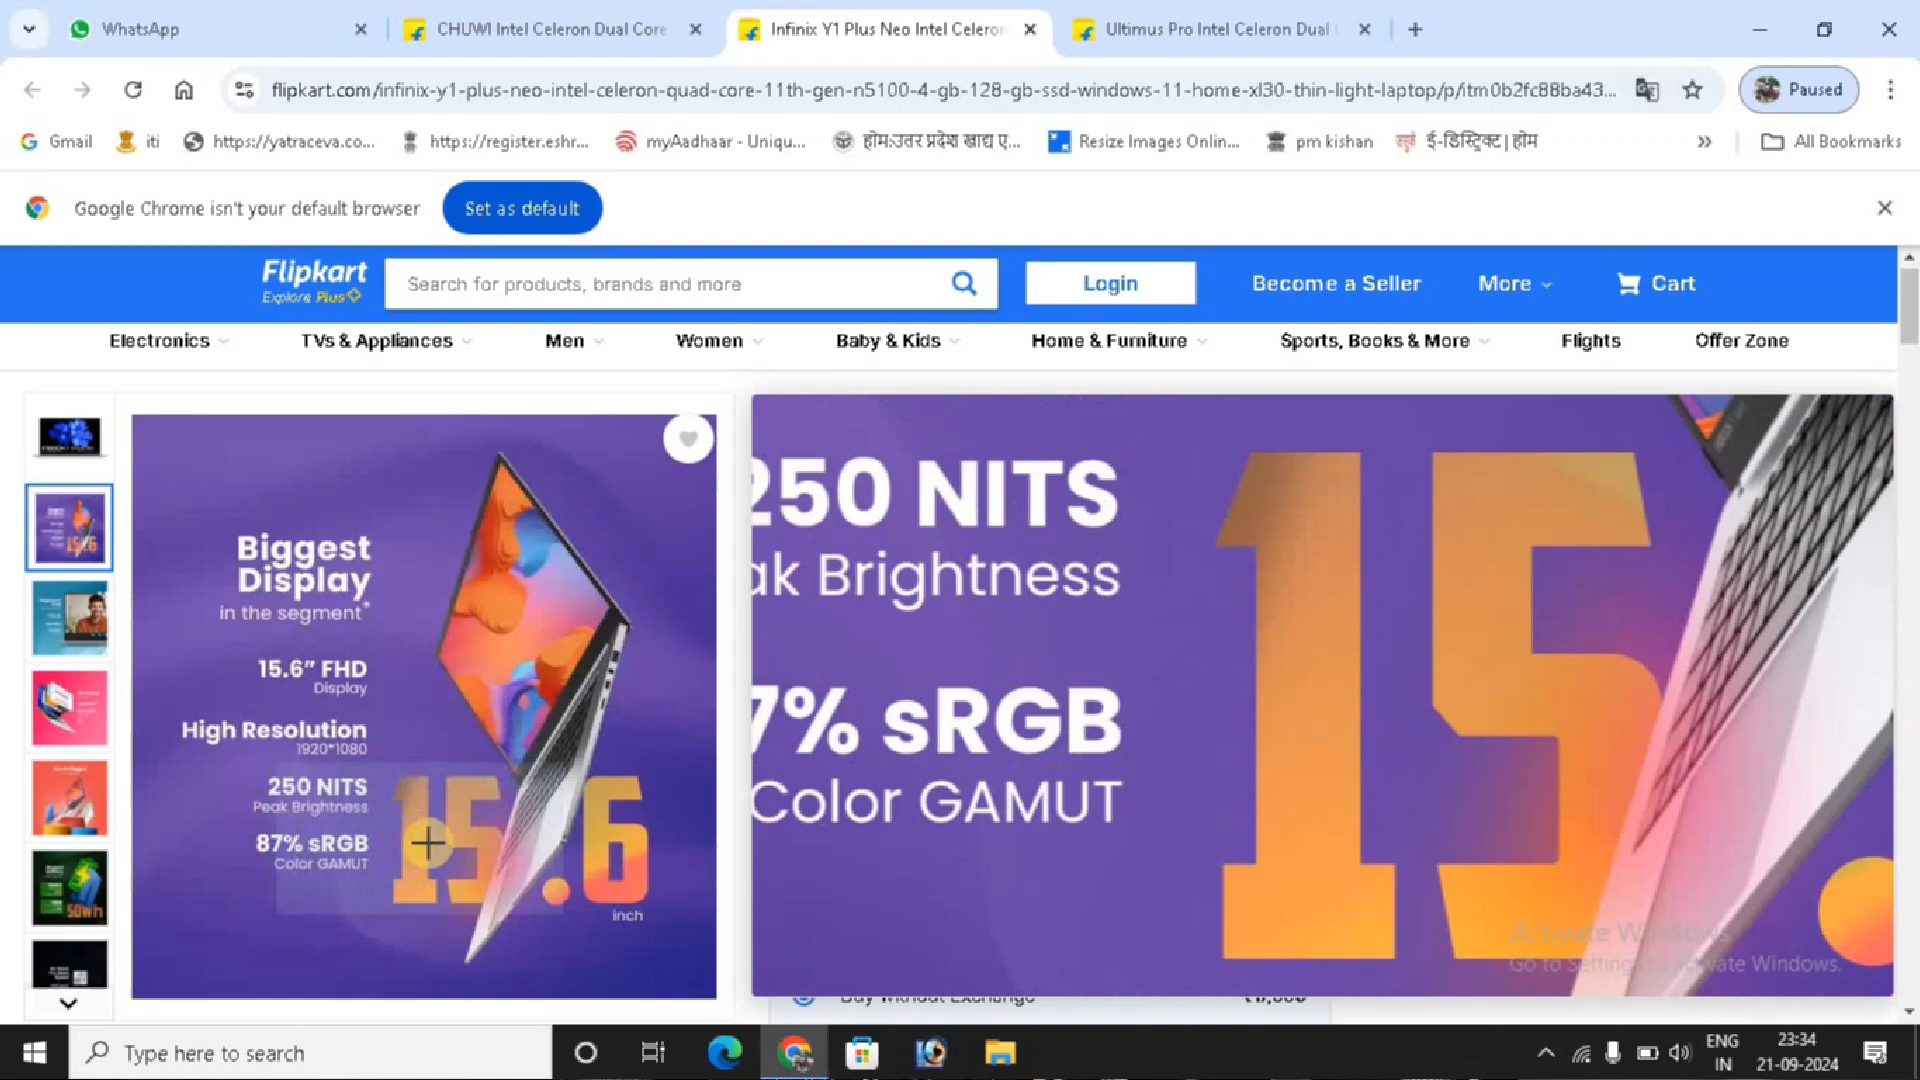 WhatsApp
CHUWI Intel Celeron Dual Core
Infinix Y1 Plus Neo Intel Celeron
Ultimus Pro Intel Celeron Dual
flipkart.com/infinix-y1-plus-neo-intel-celeron-quad-core-11th-gen-n5100-4-gb-128-gb-ssd-windows-11-home-xl30-thin-light-laptop/p/itm0b2fc88ba43...
Paused
Gmail
iti
https://yatraceva.co...
https://register.eshr...
myAadhaar - Uniqu...
होम:उतर प्रदेश खाद्य ए...
Resize Images Onlin...
pm kishan
ई-डिस्ट्रिक्ट | होम
All Bookmarks
Google Chrome isn't your default browser
Set as default
Flipkart
Explore Plus
Search for products, brands and more
Login
Become a Seller
More
Cart
Electronics
TVs & Appliances
Men
Women
Baby & Kids
Home & Furniture
Sports, Books & More
Flights
Offer Zone
Biggest
Display
in the segment*
15.6" FHD
Display
High Resolution
1920*1080
250 NITS
Peak Brightness
87% sRGB
Color GAMUT
15.6
inch
250 NITS
ak Brightness
7% sRGB
Color GAMUT
15.
50Wh
Activate Windows
Go to Settings to activate Windows.
Buy Without Exchange
Type here to search
ENG
IN
23:34
21-09-2024